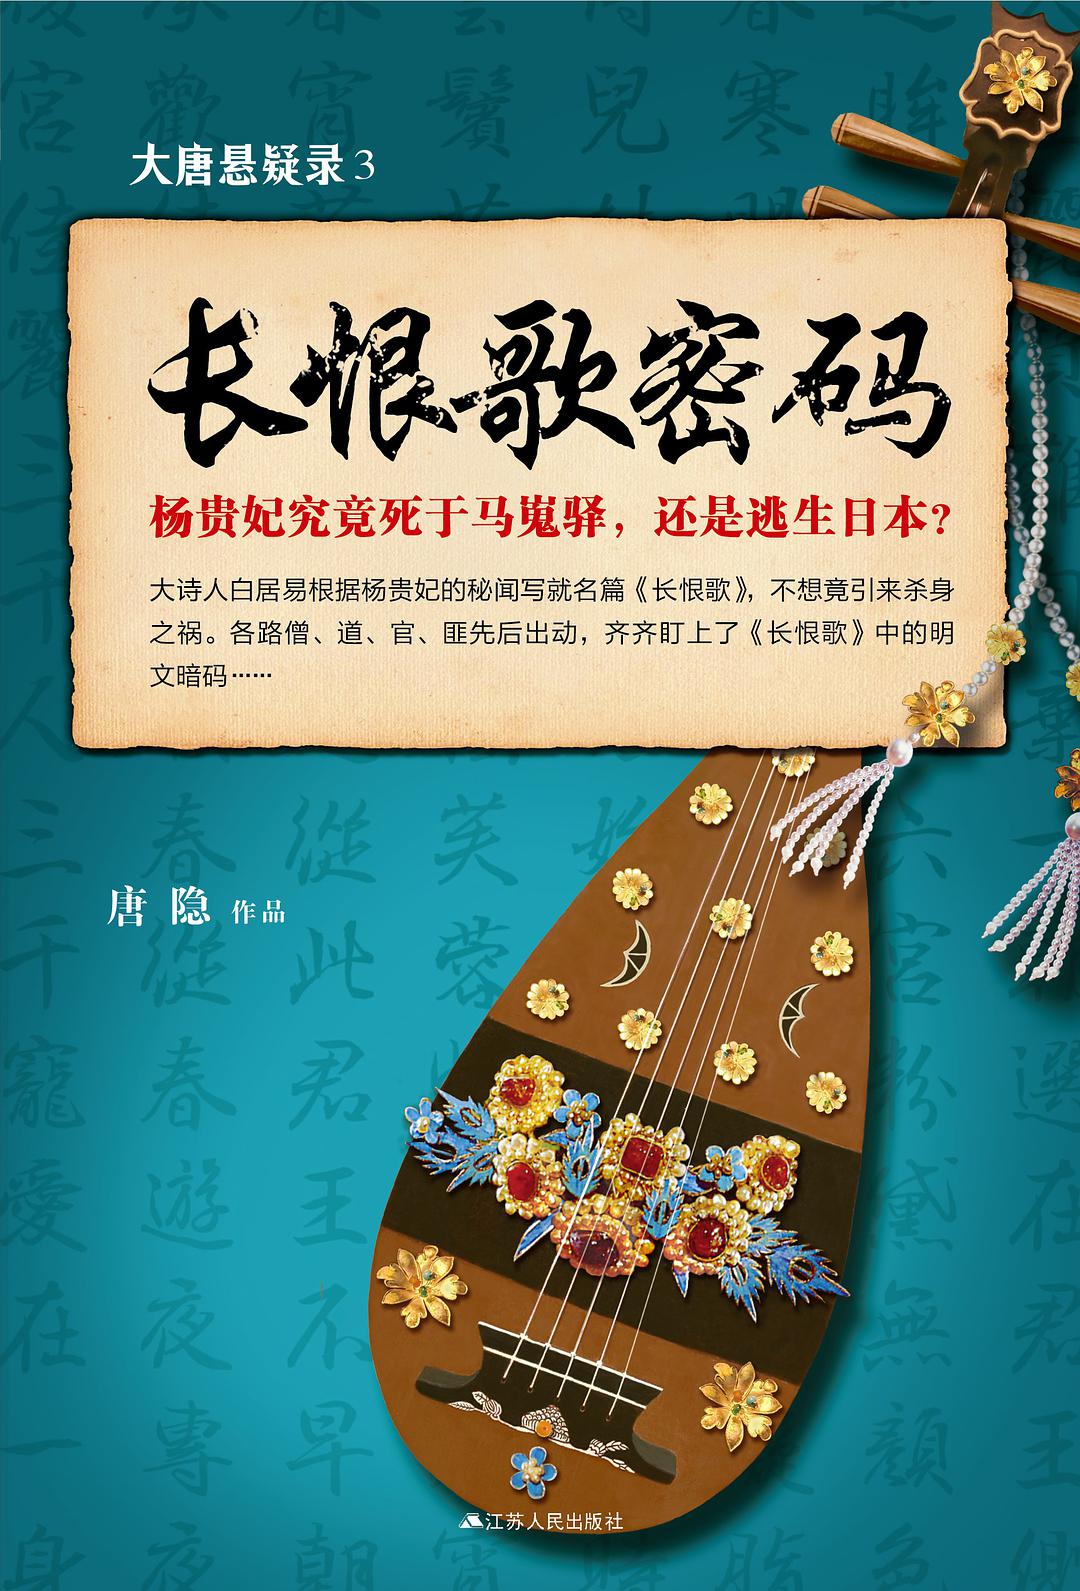 大唐悬疑录3
长恨歌密码
杨贵妃究竟死于马嵬驿，还是逃生日本?
大诗人白居易根据杨贵妃的秘闻写就名篇《长恨歌》，不想竟引来杀身
之祸。各路僧、道、官、匪先后出动，齐齐盯上了《长恨歌》中的明
文暗码……
唐 隐 作品
江苏人民出版社